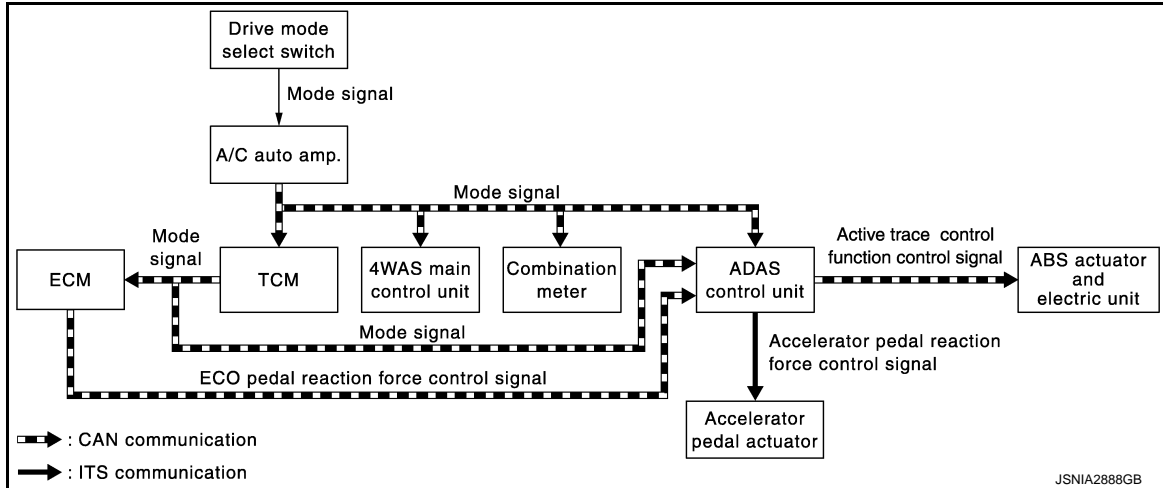 Drive mode
select switch
Mode signal
A/C auto amp.
Mode signal
Mode
signal
ECM
TCM
4WAS main
control unit
Combination
meter
ADAS
control unit
Active trace control
function control signal
ABS actuator
and
electric unit
Mode signal
Accelerator pedal reaction
force control signal
ECO pedal reaction force control signal
Accelerator
pedal actuator
: CAN communication
: ITS communication
JSNIA2888GB